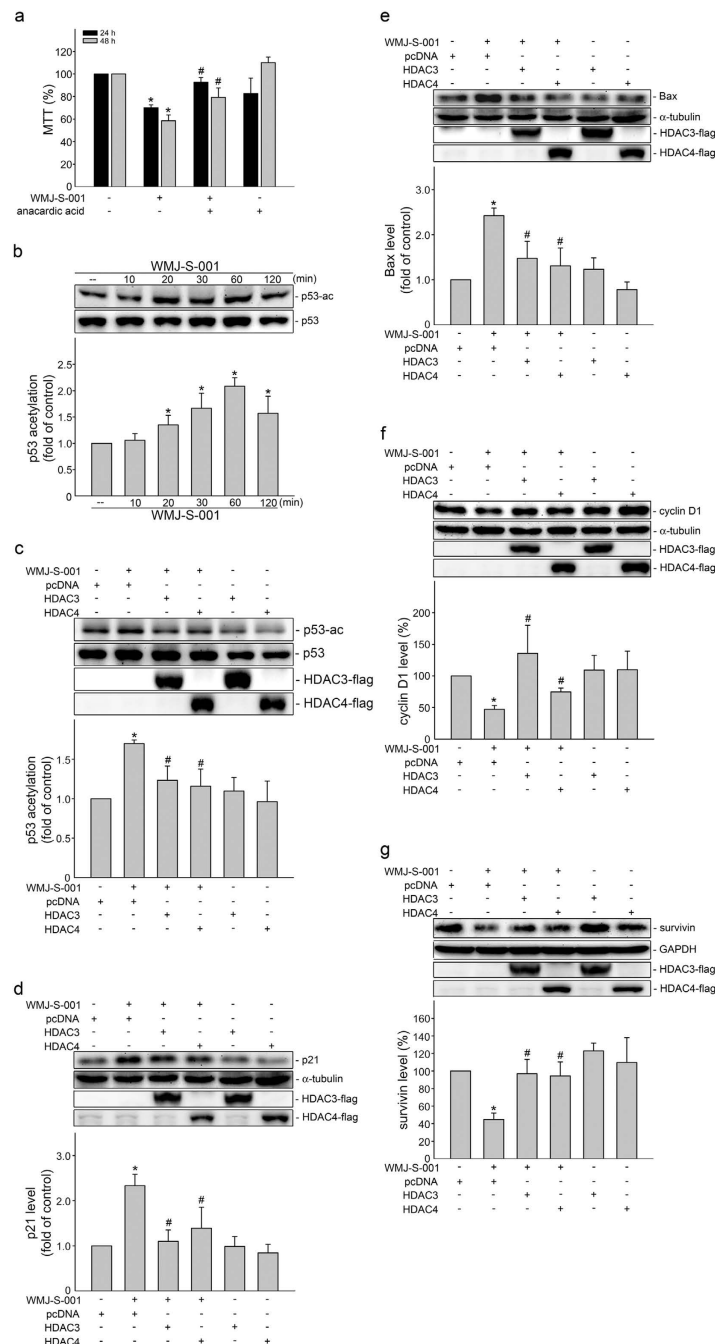 a
24 h
48 h
MTT (%)
120
100
80
60
40
20
0
* * # #
WMJ-S-001 - + + -
anacardic acid - - + +
b
WMJ-S-001
-- 10 20 30 60 120 (min)
- p53-ac
- p53
p53 acetylation
(fold of control)
2.5
2.0
1.5
1.0
0.5
0.0
* * * *
-- 10 20 30 60 120 (min)
WMJ-S-001
c
WMJ-S-001 - + + + - -
pcDNA + + - - - -
HDAC3 - - + - + -
HDAC4 - - - + - +
- p53-ac
- p53
- HDAC3-flag
- HDAC4-flag
p53 acetylation
(fold of control)
1.5
1.0
0.5
0.0
* # #
WMJ-S-001 - + + + - -
pcDNA + + - - - -
HDAC3 - - + - + -
HDAC4 - - - + - +
d
WMJ-S-001 - + + + - -
pcDNA + + - - - -
HDAC3 - - + - + -
HDAC4 - - - + - +
- p21
- α-tubulin
- HDAC3-flag
- HDAC4-flag
p21 level
(fold of control)
3.0
2.0
1.0
0.0
* # #
WMJ-S-001 - + + + - -
pcDNA + + - - - -
HDAC3 - - + - + -
HDAC4 - - - + - +
e
WMJ-S-001 - + + + - -
pcDNA + + - - - -
HDAC3 - - + - + -
HDAC4 - - - + - +
- Bax
- α-tubulin
- HDAC3-flag
- HDAC4-flag
Bax level
(fold of control)
3.0
2.0
1.0
0.0
* # #
WMJ-S-001 - + + + - -
pcDNA + + - - - -
HDAC3 - - + - + -
HDAC4 - - - + - +
f
WMJ-S-001 - + + + - -
pcDNA + + - - - -
HDAC3 - - + - + -
HDAC4 - - - + - +
- cyclin D1
- α-tubulin
- HDAC3-flag
- HDAC4-flag
cyclin D1 level (%)
200
150
100
50
0
* # #
WMJ-S-001 - + + + - -
pcDNA + + - - - -
HDAC3 - - + - + -
HDAC4 - - - + - +
g
WMJ-S-001 - + + + - -
pcDNA + + - - - -
HDAC3 - - + - + -
HDAC4 - - - + - +
- survivin
- GAPDH
- HDAC3-flag
- HDAC4-flag
survivin level (%)
160
140
120
100
80
60
40
20
0
* # #
WMJ-S-001 - + + + - -
pcDNA + + - - - -
HDAC3 - - + - + -
HDAC4 - - - + - +